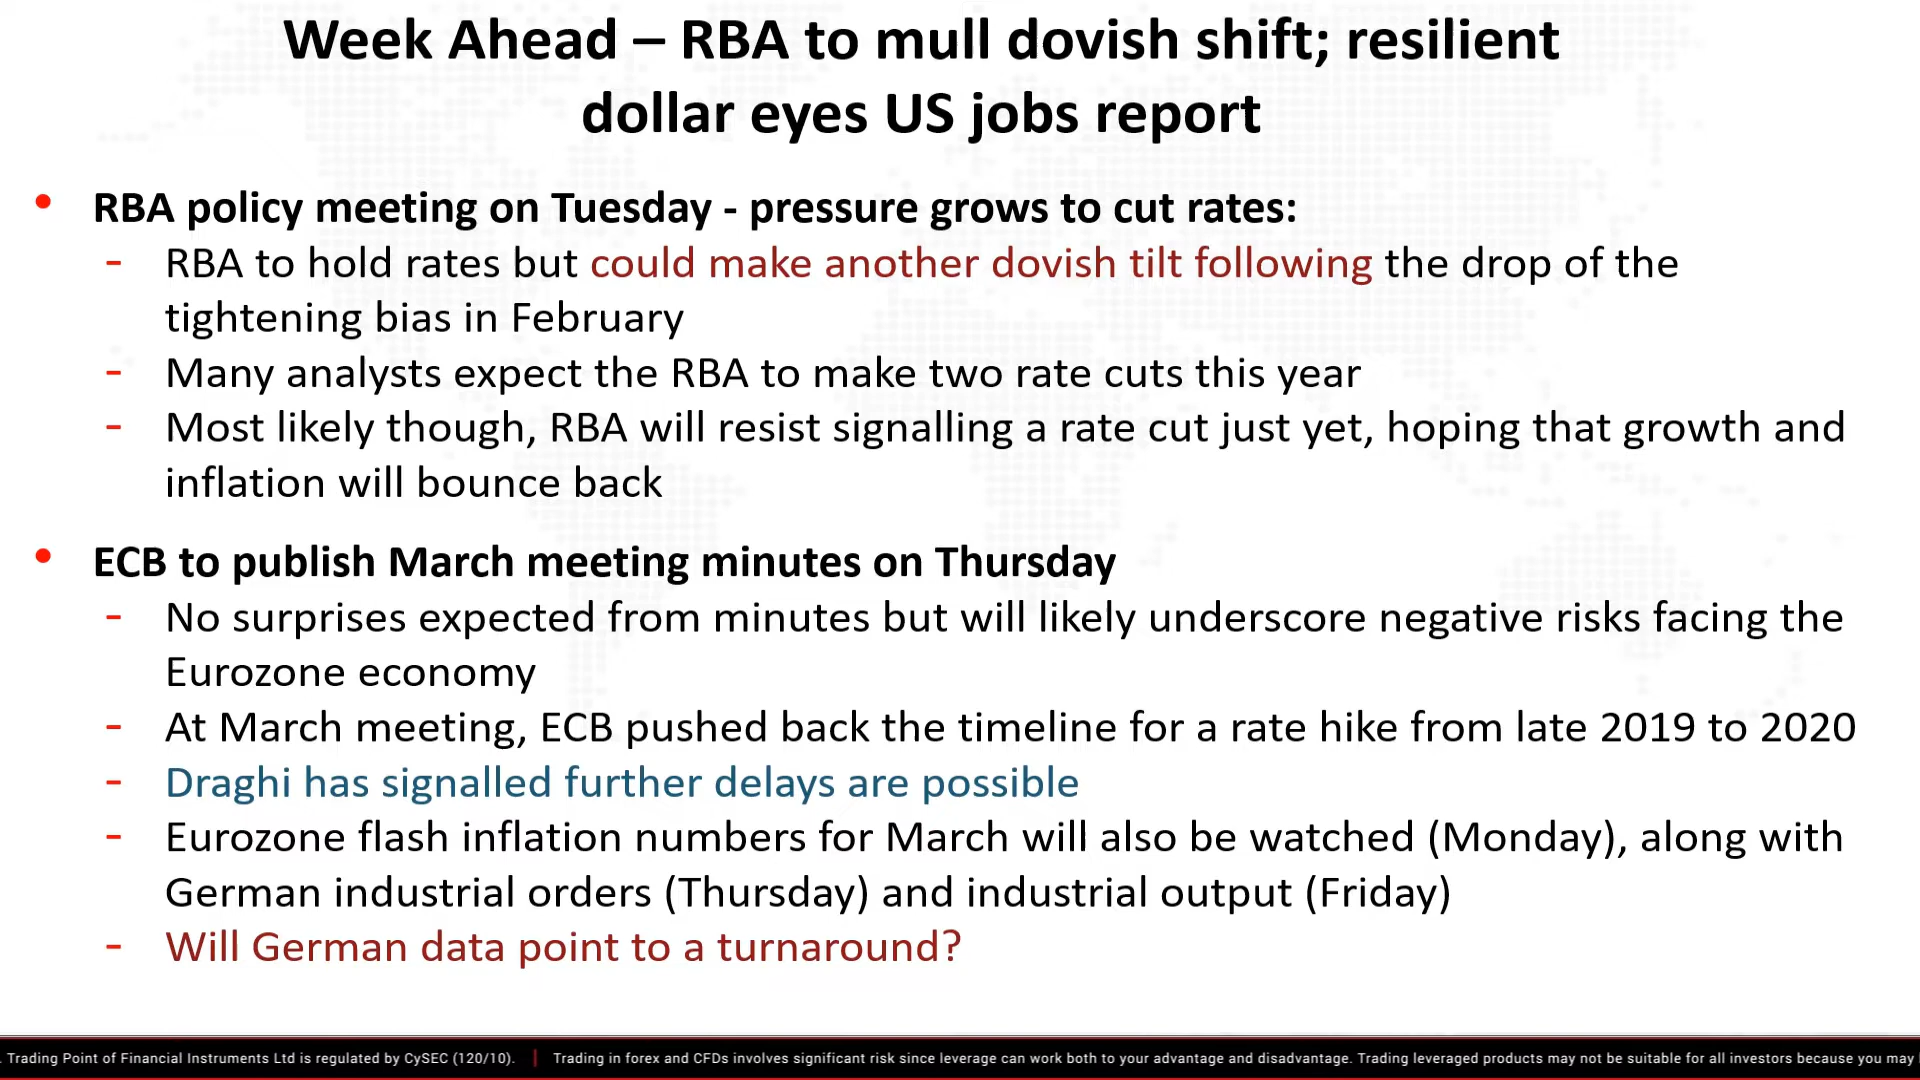 Week Ahead – RBA to mull dovish shift; resilient
dollar eyes US jobs report
• RBA policy meeting on Tuesday - pressure grows to cut rates:
- RBA to hold rates but could make another dovish tilt following the drop of the
tightening bias in February
- Many analysts expect the RBA to make two rate cuts this year
- Most likely though, RBA will resist signalling a rate cut just yet, hoping that growth and
inflation will bounce back
• ECB to publish March meeting minutes on Thursday
- No surprises expected from minutes but will likely underscore negative risks facing the
Eurozone economy
- At March meeting, ECB pushed back the timeline for a rate hike from late 2019 to 2020
- Draghi has signalled further delays are possible
- Eurozone flash inflation numbers for March will also be watched (Monday), along with
German industrial orders (Thursday) and industrial output (Friday)
- Will German data point to a turnaround?
. Trading Point of Financial Instruments Ltd is regulated by CySEC (120/10). | Trading in forex and CFDs involves significant risk since leverage can work both to your advantage and disadvantage. Trading leveraged products may not be suitable for all investors because you may